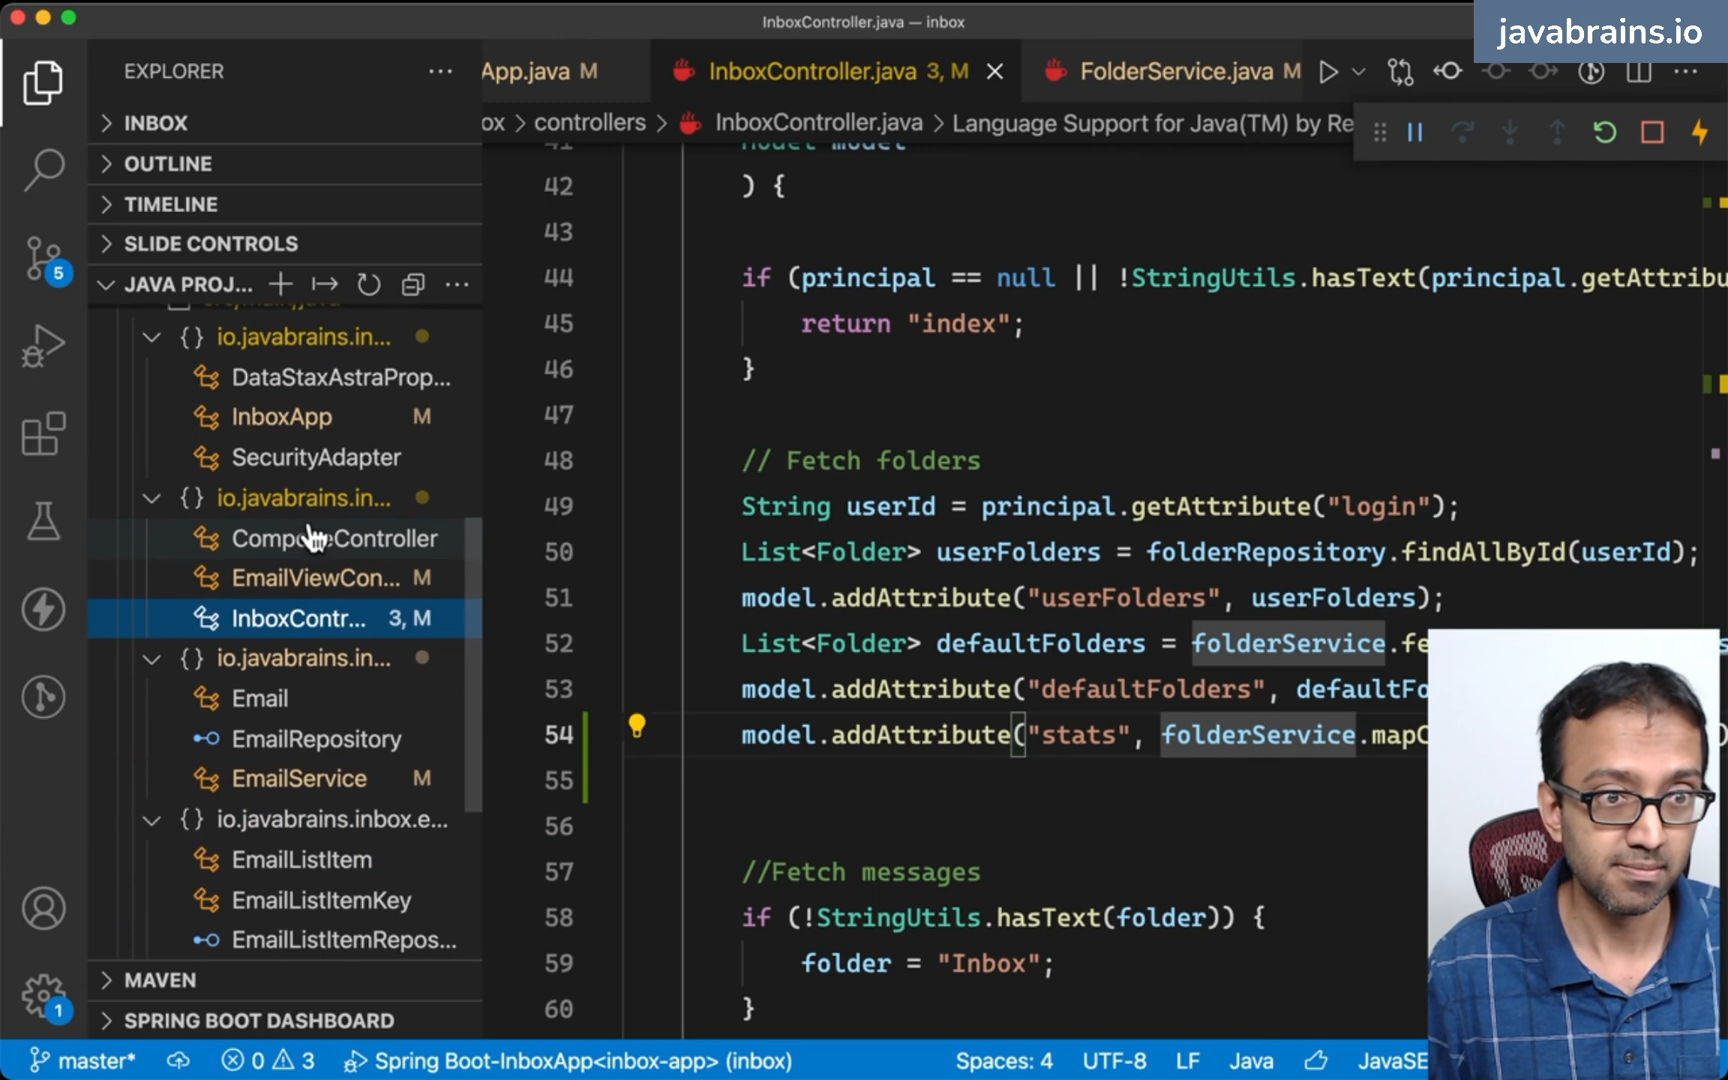 InboxController.java — inbox
javabrains.io
EXPLORER
App.java M
InboxController.java 3, M
FolderService.java M
INBOX
controllers > InboxController.java > Language Support for Java(TM) by Re
OUTLINE
TIMELINE
SLIDE CONTROLS
JAVA PROJ...
io.javabrains.in...
DataStaxAstraProp...
InboxApp M
SecurityAdapter
io.javabrains.in...
Controller
EmailViewCon... M
InboxContr... 3, M
io.javabrains.in...
Email
EmailRepository
EmailService M
io.javabrains.inbox.e...
EmailListItem
EmailListItemKey
EmailListItemRepos...
MAVEN
SPRING BOOT DASHBOARD
5
1
42 ) {
43
44 if (principal == null || !StringUtils.hasText(principal.getAttribu
45 return "index";
46 }
47
48 // Fetch folders
49 String userId = principal.getAttribute("login");
50 List<Folder> userFolders = folderRepository.findAllById(userId);
51 model.addAttribute("userFolders", userFolders);
52 List<Folder> defaultFolders = folderService.fe
53 model.addAttribute("defaultFolders", defaultFo
54 model.addAttribute("stats", folderService.mapC
55
56
57 //Fetch messages
58 if (!StringUtils.hasText(folder)) {
59 folder = "Inbox";
60 }
master* 0 3 Spring Boot-InboxApp<inbox-app> (inbox) Spaces: 4 UTF-8 LF Java JavaSE